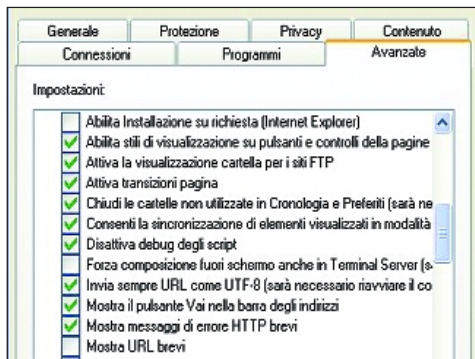 Generale Protezione Privacy Contenuto
Connessioni Programmi Avanzate
Impostazioni:
Abilita Installazione su richiesta (Internet Explorer)
Abilita stili di visualizzazione su pulsanti e controlli della pagine
Attiva la visualizzazione cartella per i siti FTP
Attiva transizioni pagina
Chiudi le cartelle non utilizzate in Cronologia e Preferiti (sarà ne
Consenti la sincronizzazione di elementi visualizzati in modalità
Disattiva debug degli script
Forza composizione fuori schermo anche in Terminal Server (s
Invia sempre URL come UTF-8 (sarà necessario riavviare il co
Mostra il pulsante Vai nella barra degli indirizzi
Mostra messaggi di errore HTTP brevi
Mostra URL brevi